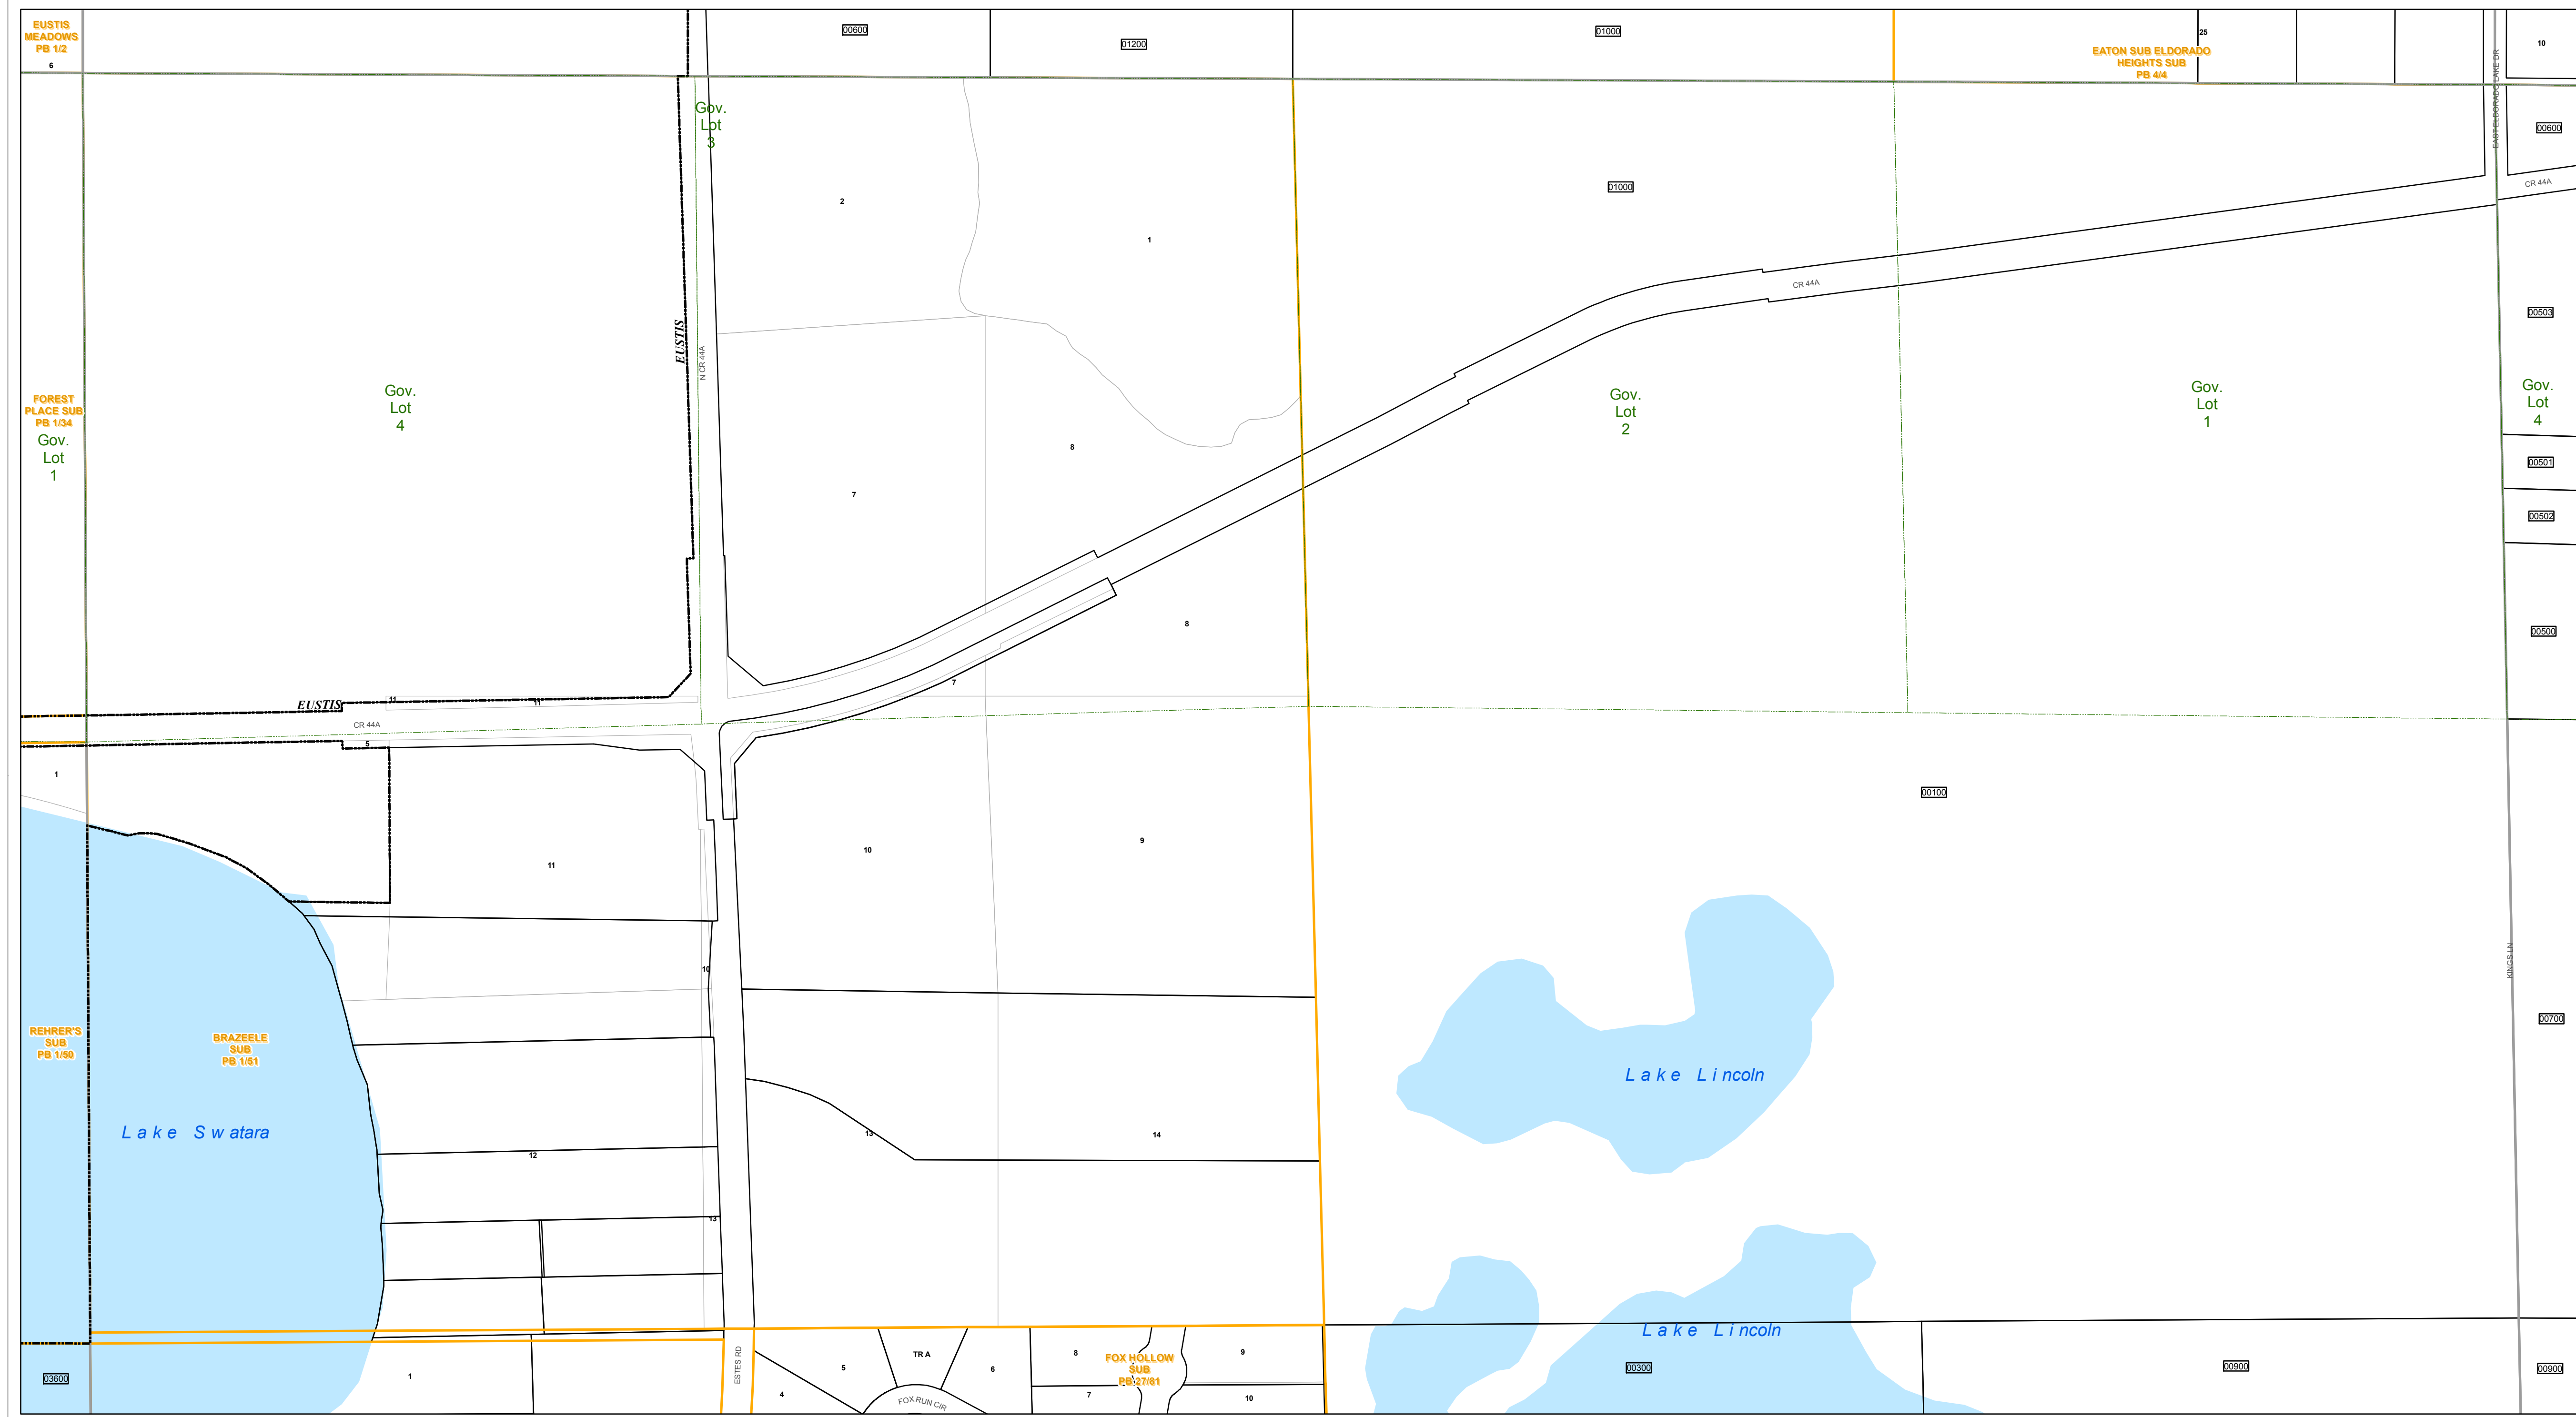 EUSTIS
MEADOWS
PB 1/2
6
00600
01200
01000
25
EATON SUB ELDORADO
HEIGHTS SUB
PB 4/4
10
EAST ELDORADO LAKE DR
00600
CR 44A
Gov.
Lot
3
2
1
01000
CR 44A
00503
EUSTIS
N CR 44A
FOREST
PLACE SUB
PB 1/34
Gov.
Lot
1
Gov.
Lot
4
Gov.
Lot
2
Gov.
Lot
1
Gov.
Lot
4
8
7
00501
00502
8
00500
7
11
11
EUSTIS
CR 44A
5
1
00100
11
10
9
10
KINGS LN
00700
REHRER'S
SUB
PB 1/50
BRAZEELE
SUB
PB 1/51
Lake Lincoln
Lake Swatara
13
14
12
13
Lake Lincoln
03600
1
ESTES RD
5
TR A
6
8
FOX HOLLOW
SUB
PB 27/81
9
4
7
10
FOX RUN CIR
00300
00900
00900